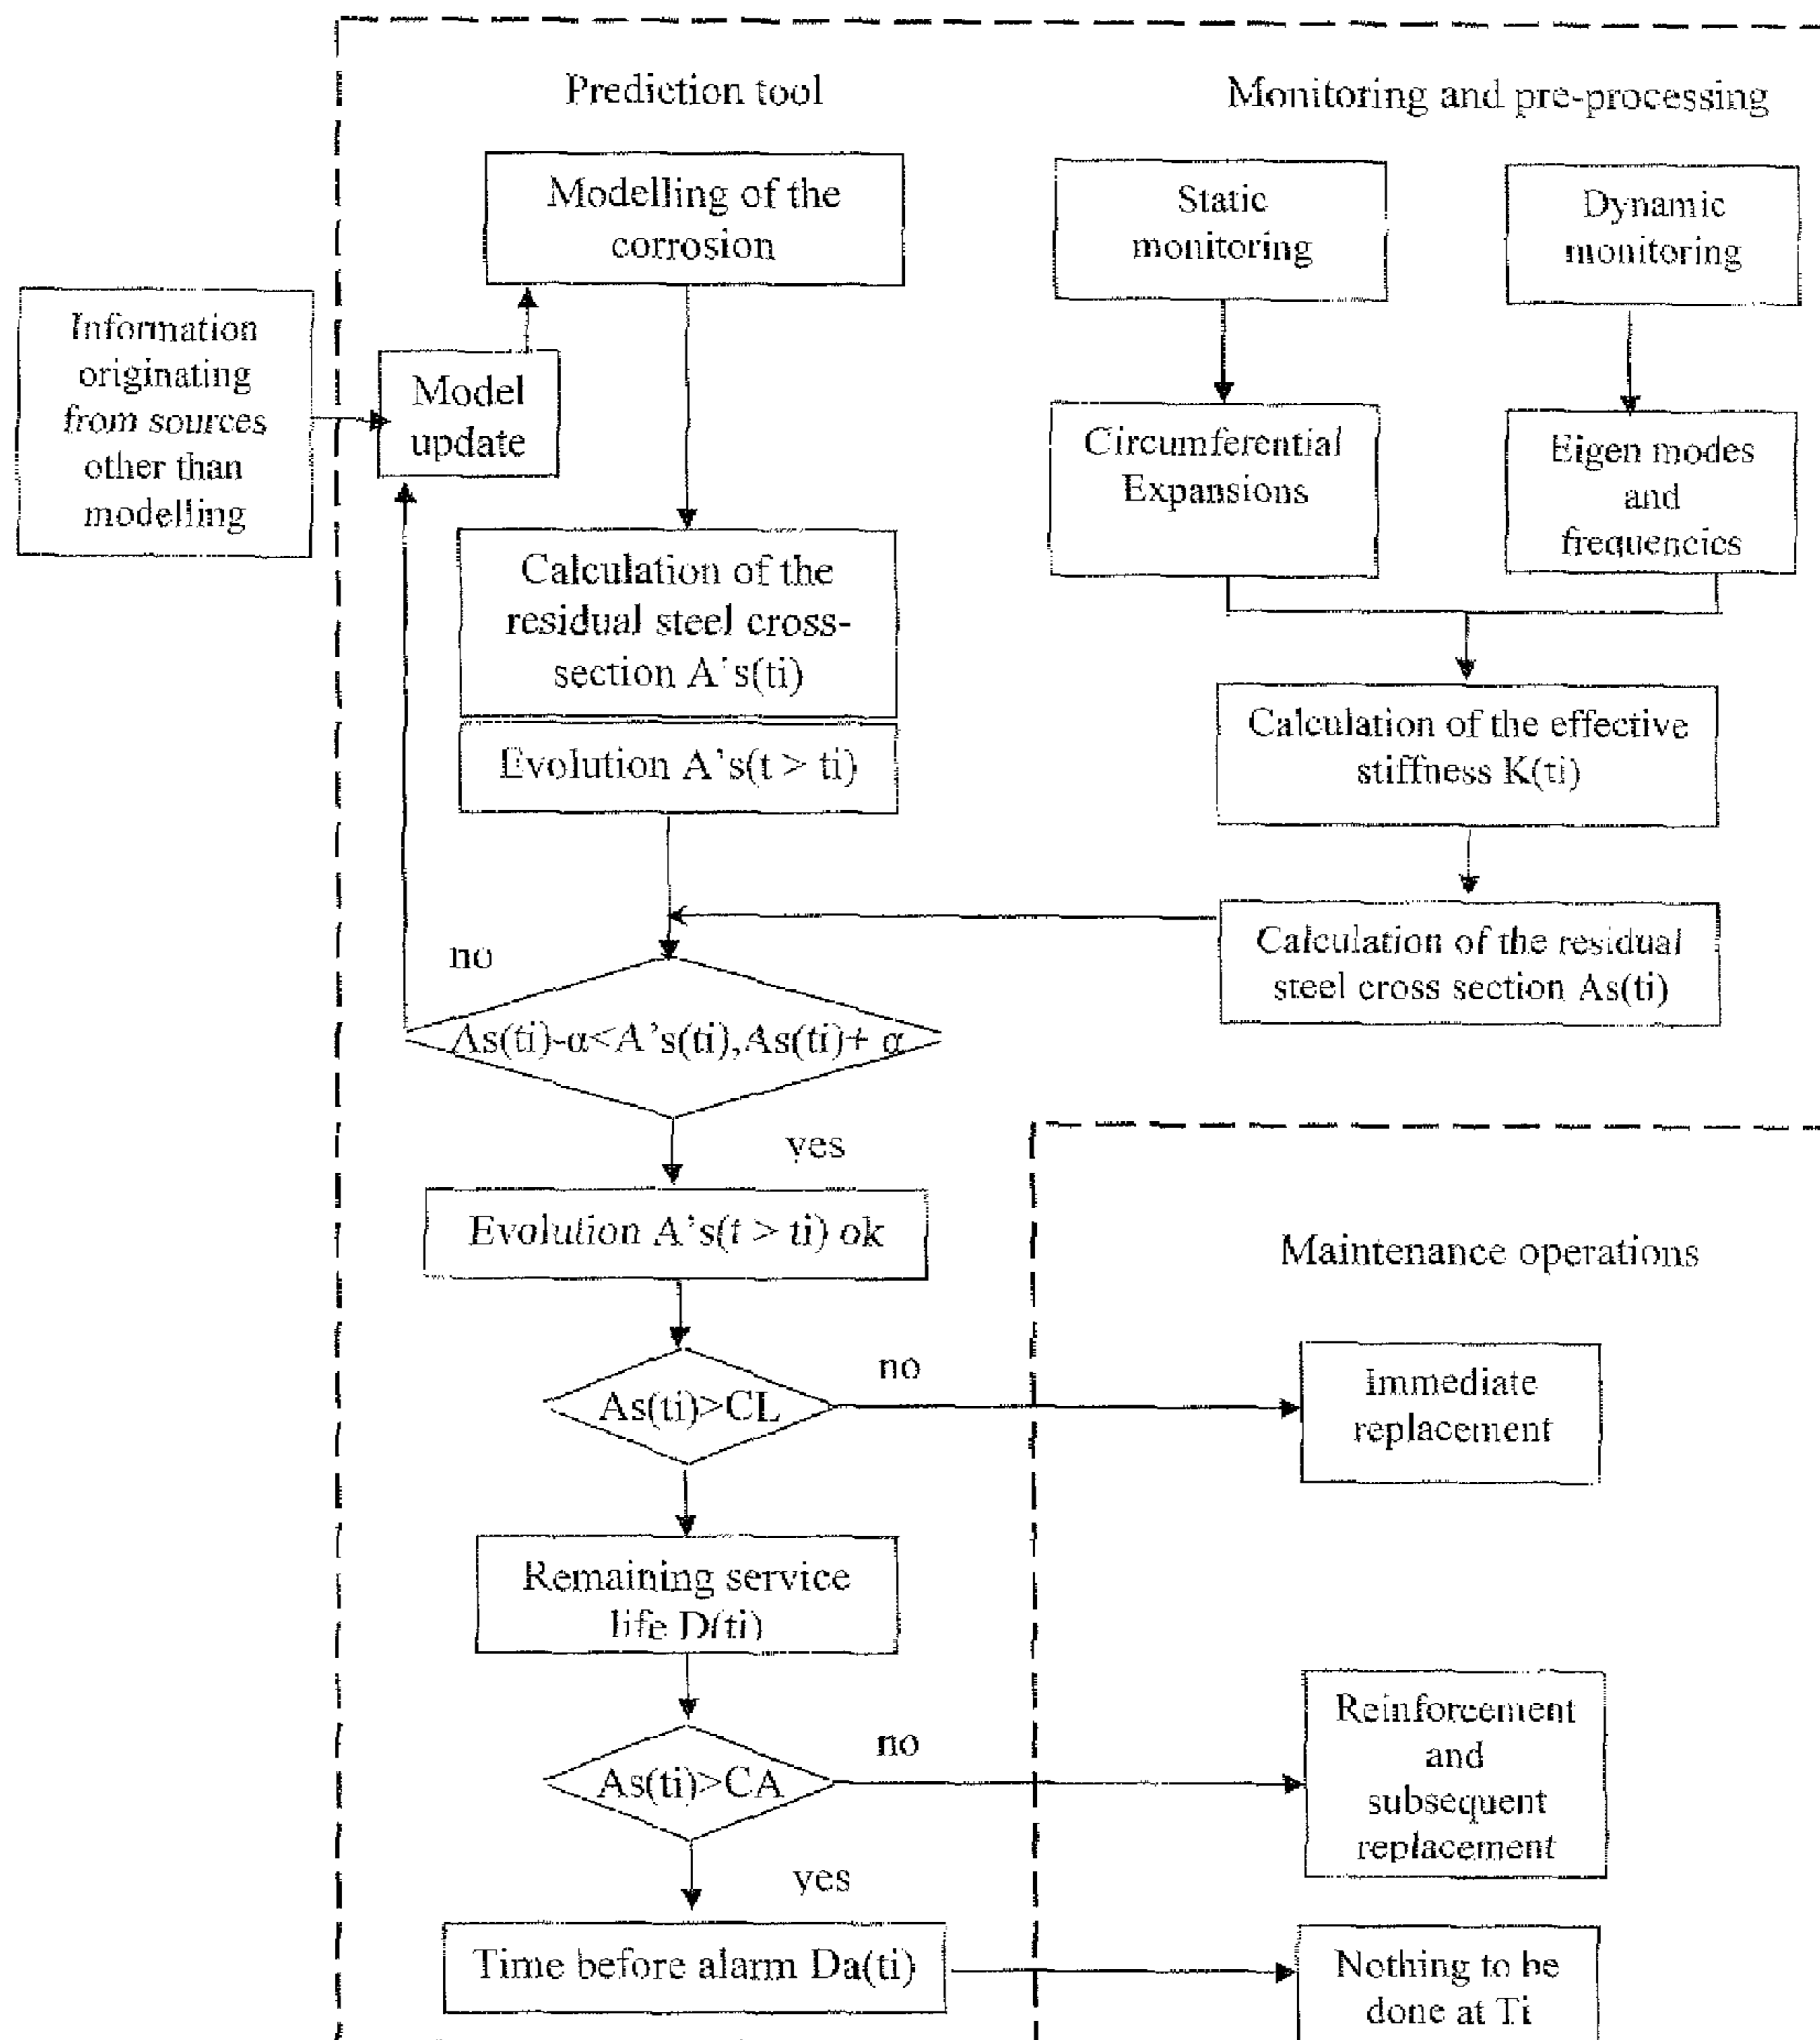 Prediction tool
Monitoring and pre-processing
Modelling of the
corrosion
Static
monitoring
Dynamic
monitoring
Information
originating
from sources
other than
modelling
Model
update
Circumferential
Expansions
Eigen modes
and
frequencies
Calculation of the
residual steel cross-
section A's(ti)
Evolution A's(t > ti)
Calculation of the effective
stiffness K(ti)
Calculation of the residual
steel cross section As(ti)
no
As(ti)-α<A's(ti),As(ti)+ α
yes
Evolution A's(t > ti) ok
Maintenance operations
As(ti)>CL
no
Immediate
replacement
Remaining service
life D(ti)
As(ti)>CA
no
Reinforcement
and
subsequent
replacement
yes
Time before alarm Da(ti)
Nothing to be
done at Ti